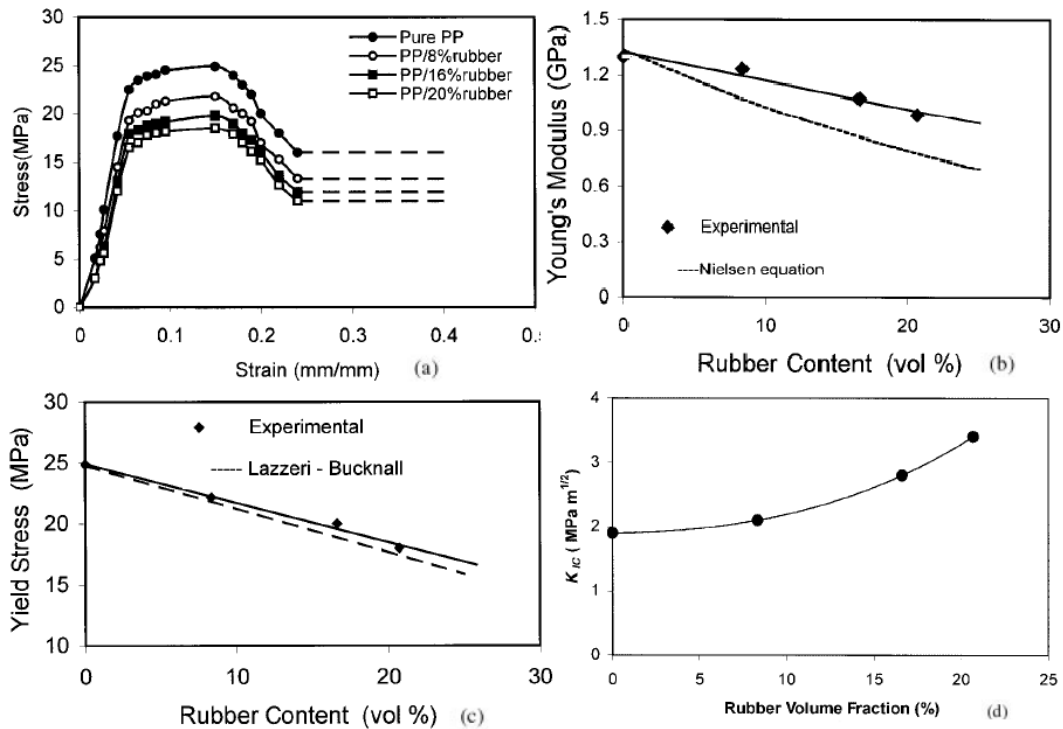 30
25
20
15
10
5
0
Stress(MPa)
Pure PP
PP/8%rubber
PP/16%rubber
PP/20%rubber
0 0.1 0.2 0.3 0.4 0.5
Strain (mm/mm)
(a)
1.5
1.2
0.9
0.6
0.3
0
Young's Modulus (GPa)
Experimental
Nielsen equation
0 10 20 30
Rubber Content (vol %)
(b)
30
25
20
15
10
Yield Stress (MPa)
Experimental
Lazzeri - Bucknall
0 10 20 30
Rubber Content (vol %)
(c)
4
3
2
1
0
K IC ( MPa m 1/2)
0 5 10 15 20 25
Rubber Volume Fraction (%)
(d)